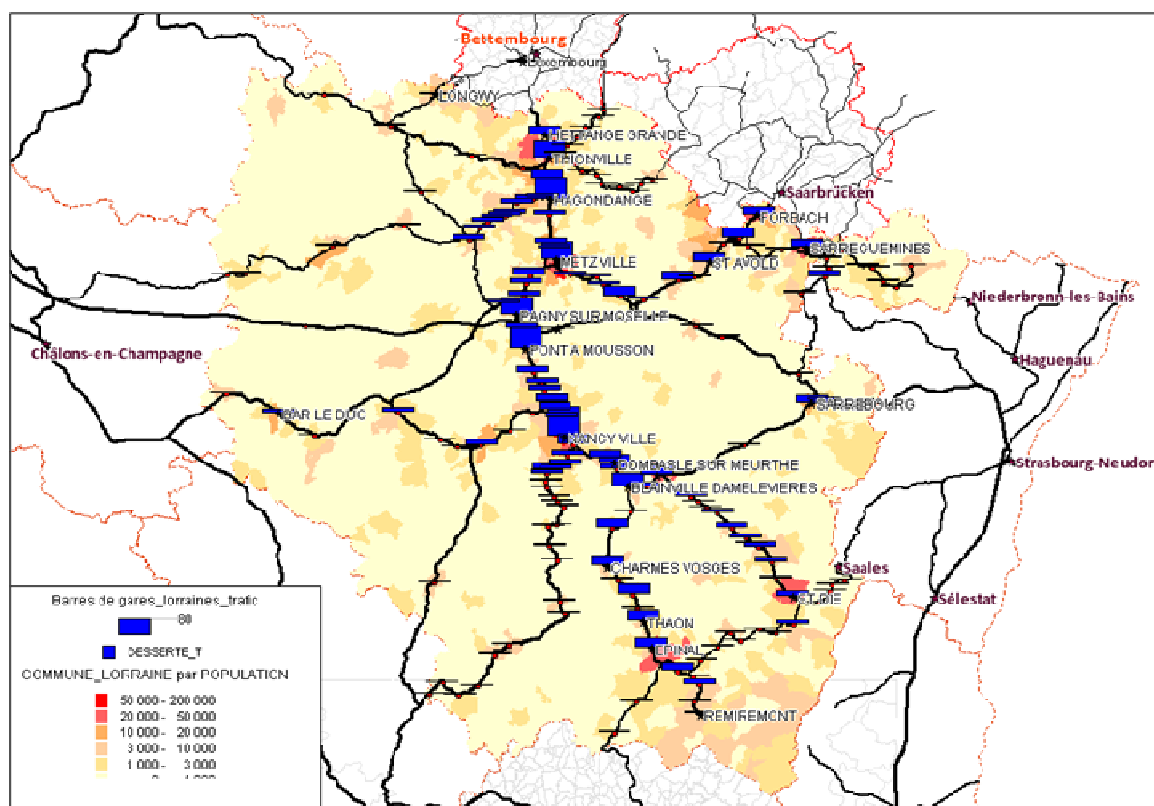 Bettembourg
Luxembourg
LONGWY
HETTANGE GRANDE
THIONVILLE
HAGONDANGE
Saarbrücken
FORBACH
SARREGUEMINES
METZ VILLE
ST AVOLD
Niederbronn-les-Bains
PAGNY SUR MOSELLE
Châlons-en-Champagne
PONT A MOUSSON
Haguenau
BAR LE DUC
SARREBOURG
NANCY VILLE
DOMBASLE SUR MEURTHE
Strasbourg-Neudor
BLAINVILLE DAMELEVIERES
CHARMES VOSGES
Saales
ST DIE
Sélestat
THAON
EPINAL
REMIREMONT
Barres de gares_lorraines_trafic
80
DESSERTE_T
COMMUNE_LORRAINE par POPULATION
50 000 - 200 000
20 000 - 50 000
10 000 - 20 000
3 000 - 10 000
1 000 - 3 000